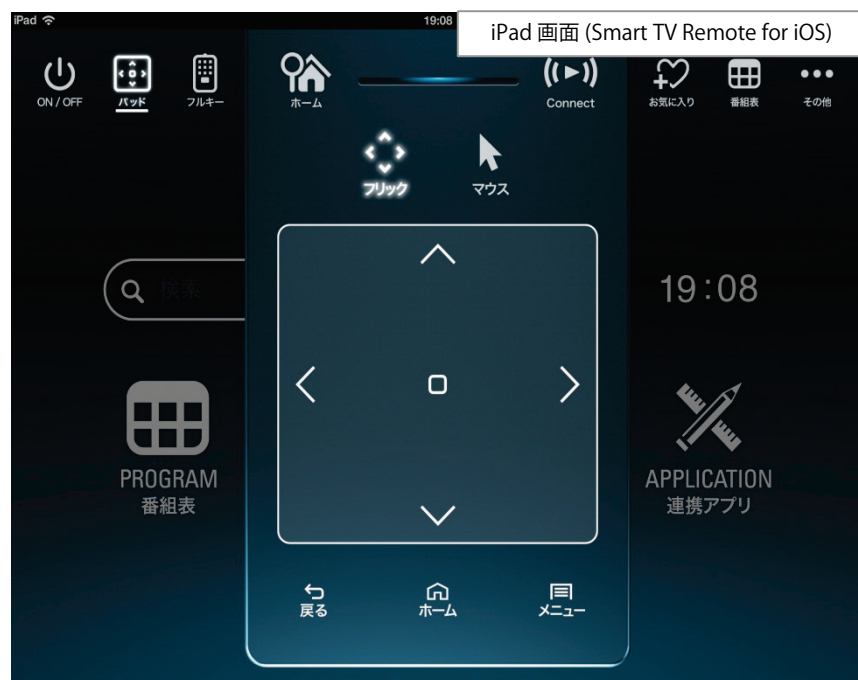 iPad
19:08
iPad 画面 (Smart TV Remote for iOS)
ON / OFF
パッド
フルキー
ホーム
Connect
お気に入り
番組表
その他
フリック
マウス
検索
19:08
PROGRAM
番組表
APPLICATION
連携アプリ
戻る
ホーム
メニュー